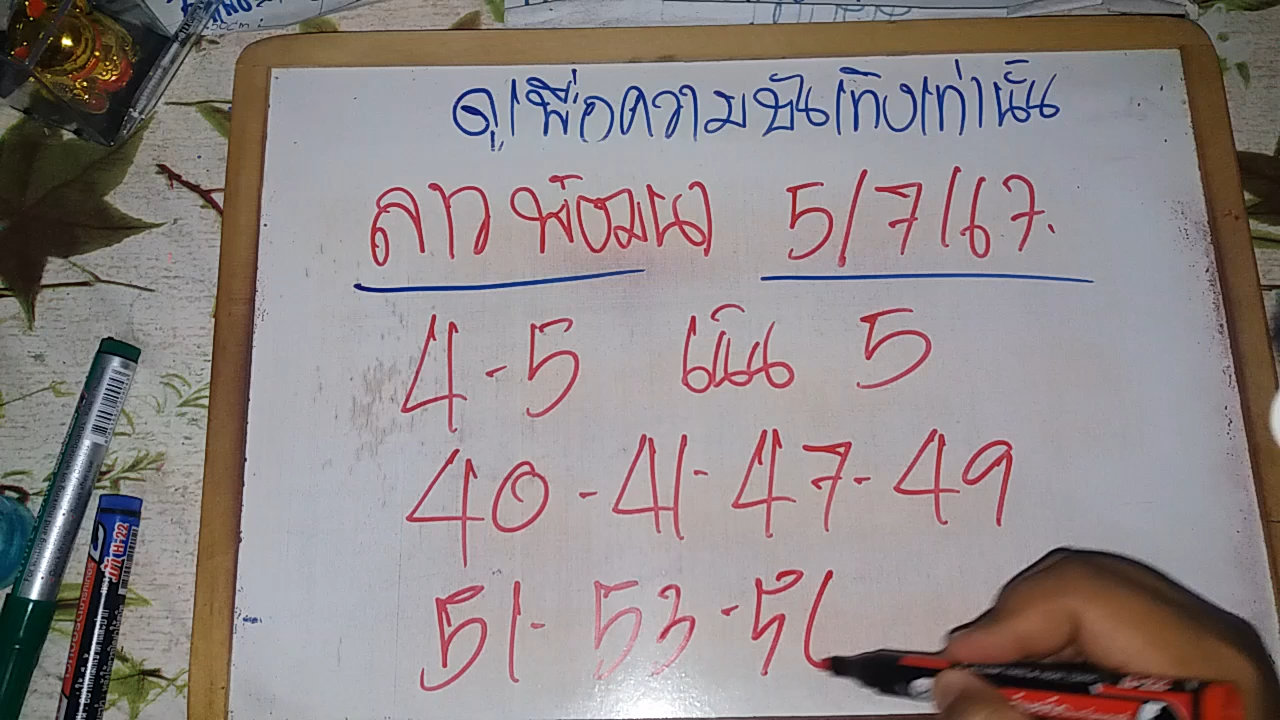 ดูเพื่อความบันเทิงเท่านั้น
ลาวพัฒนา 5/7/67.
4-5 เน้น 5
40-41-47-49
51-53-5
50cm
H-22